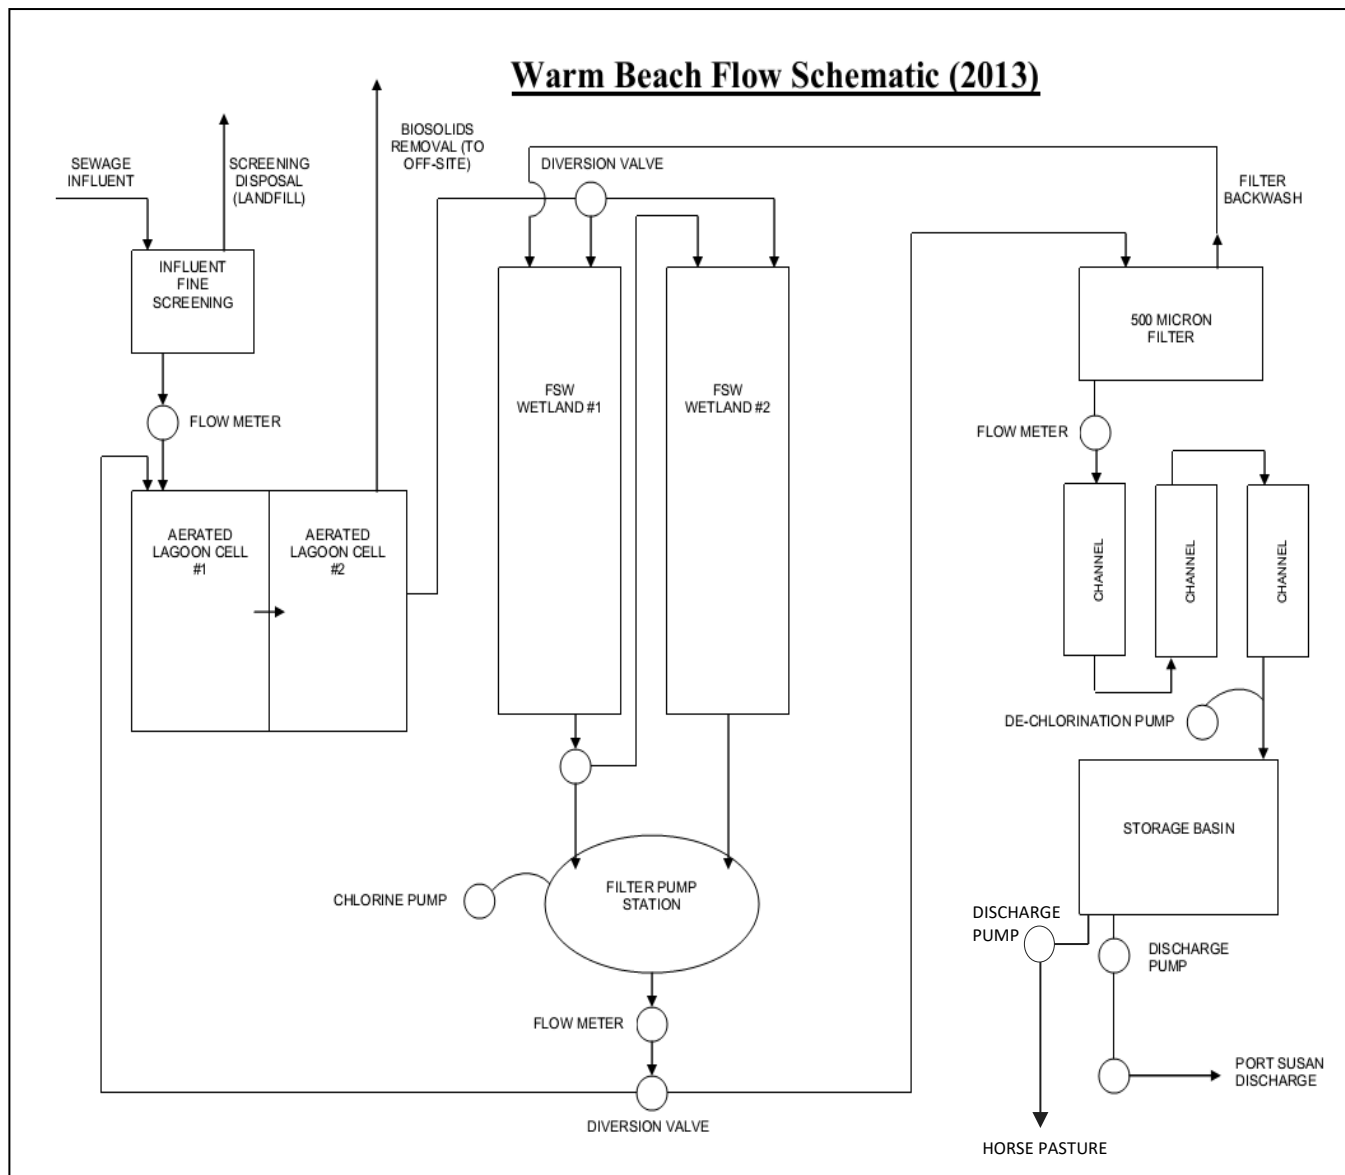 Warm Beach Flow Schematic (2013)
SEWAGE
INFLUENT
SCREENING
DISPOSAL
(LANDFILL)
BIOSOLIDS
REMOVAL (TO
OFF-SITE)
DIVERSION VALVE
FILTER
BACKWASH
INFLUENT
FINE
SCREENING
500 MICRON
FILTER
FSW
WETLAND #1
FSW
WETLAND #2
FLOW METER
FLOW METER
AERATED
LAGOON CELL
#1
AERATED
LAGOON CELL
#2
CHANNEL
CHANNEL
CHANNEL
DE-CHLORINATION PUMP
STORAGE BASIN
CHLORINE PUMP
FILTER PUMP
STATION
DISCHARGE
PUMP
DISCHARGE
PUMP
FLOW METER
PORT SUSAN
DISCHARGE
DIVERSION VALVE
HORSE PASTURE